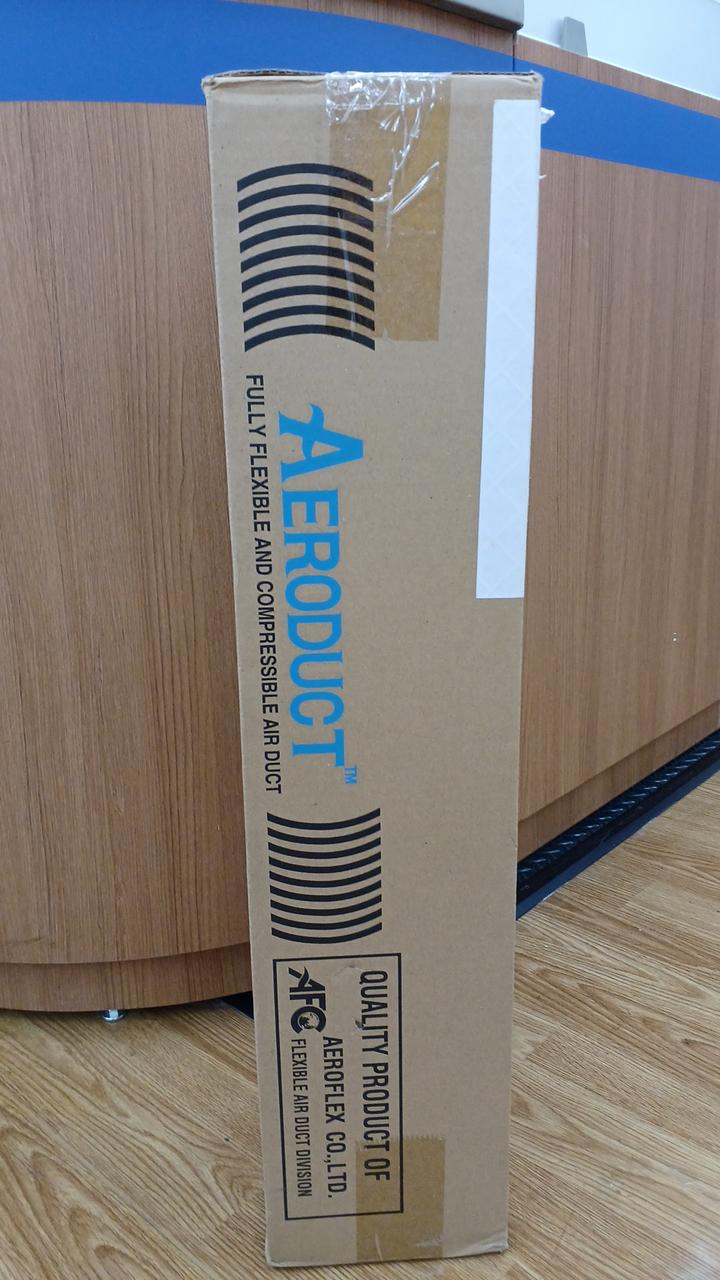 AERODUCT™
FULLY FLEXIBLE AND COMPRESSIBLE AIR DUCT
QUALITY PRODUCT OF
AFC AEROFLEX CO.,LTD.
FLEXIBLE AIR DUCT DIVISION